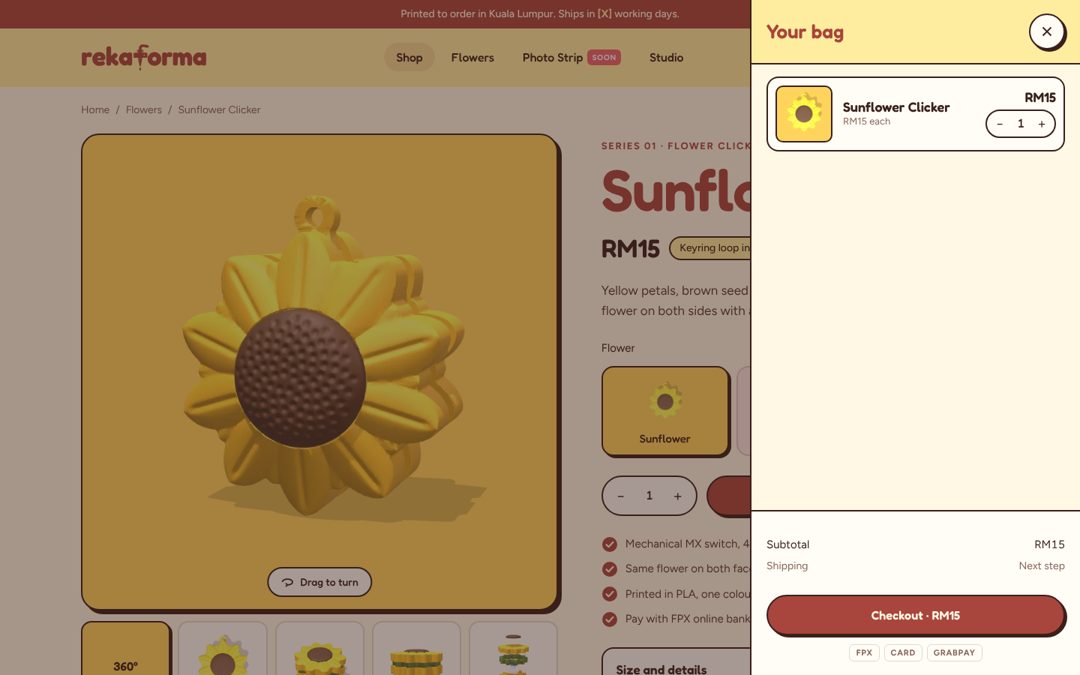 Printed to order in Kuala Lumpur. Ships in [X] working days.
rekaforma
Shop
Flowers
Photo Strip SOON
Studio
Home / Flowers / Sunflower Clicker
SERIES 01 · FLOWER CLICK
Sunflo
RM15
Keyring loop in
Yellow petals, brown seed
flower on both sides with
Flower
Sunflower
− 1 +
Mechanical MX switch, 4
Same flower on both fac
Printed in PLA, one colou
Pay with FPX online bank
Size and details
Drag to turn
360°
Your bag
Sunflower Clicker
RM15 each
RM15
− 1 +
Subtotal RM15
Shipping Next step
Checkout · RM15
FPX CARD GRABPAY